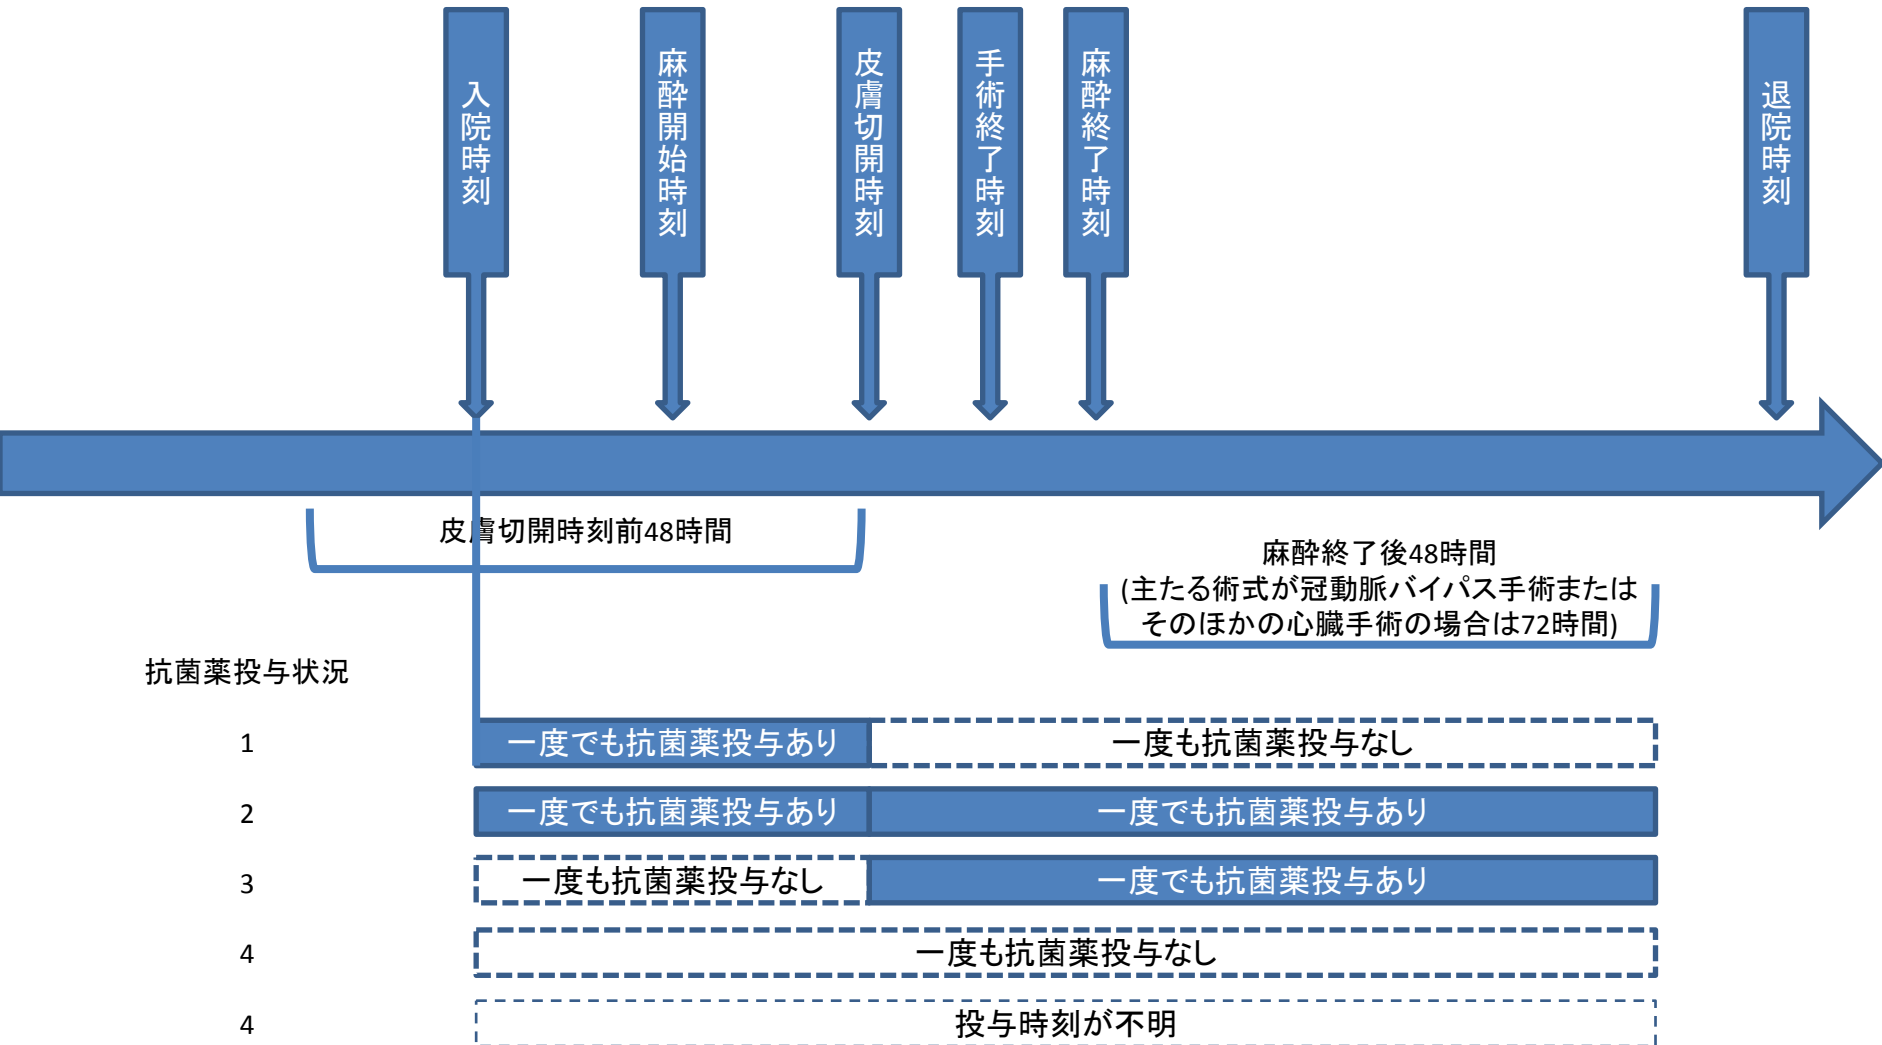 入院時刻
麻酔開始時刻
皮膚切開時刻
手術終了時刻
麻酔終了時刻
退院時刻
皮膚切開時刻前48時間
麻酔終了後48時間
(主たる術式が冠動脈バイパス手術または
そのほかの心臓手術の場合は72時間)
抗菌薬投与状況
1 一度でも抗菌薬投与あり 一度も抗菌薬投与なし
2 一度でも抗菌薬投与あり 一度でも抗菌薬投与あり
3 一度も抗菌薬投与なし 一度でも抗菌薬投与あり
4 一度も抗菌薬投与なし
4 投与時刻が不明